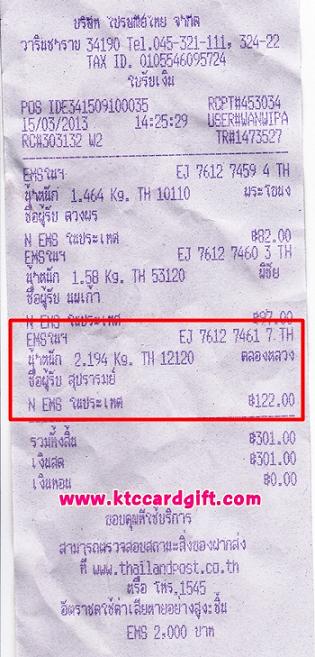 บริษัท ไปรษณีย์ไทย จำกัด
วารินชำราบ 34190 Tel.045-321-111, 324-22
TAX ID. 0105546095724
ใบรับเงิน
POS IDE341509100035 RCPT#453034
15/03/2013 14:25:29 USER#WANWIPA
RC#303132 W2 TR#1473527
EMSในฯ EJ 7612 7459 4 TH
น้ำหนัก 1.464 Kg. TH 10110 พระโขนง
ชื่อผู้รับ ดวงพร
N EMS ในประเทศ ฿82.00
EMSในฯ EJ 7612 7460 3 TH
น้ำหนัก 1.58 Kg. TH 53120 พิชัย
ชื่อผู้รับ
N EMS ในประเทศ ฿97.00
EMSในฯ EJ 7612 7461 7 TH
น้ำหนัก 2.194 Kg. TH 12120 คลองหลวง
ชื่อผู้รับ สุปรารมย์
N EMS ในประเทศ ฿122.00
รวมทั้งสิ้น ฿301.00
เงินสด ฿301.00
เงินทอน ฿0.00
www.ktccardgift.com
ขอบคุณที่ใช้บริการ
สามารถตรวจสอบสถานะสิ่งของฝากส่ง
ที่ www.thailandpost.co.th
หรือ โทร.1545
อัตราชดใช้ค่าเสียหายอย่างสูง:ชิ้น
EMS 2,000 บาท